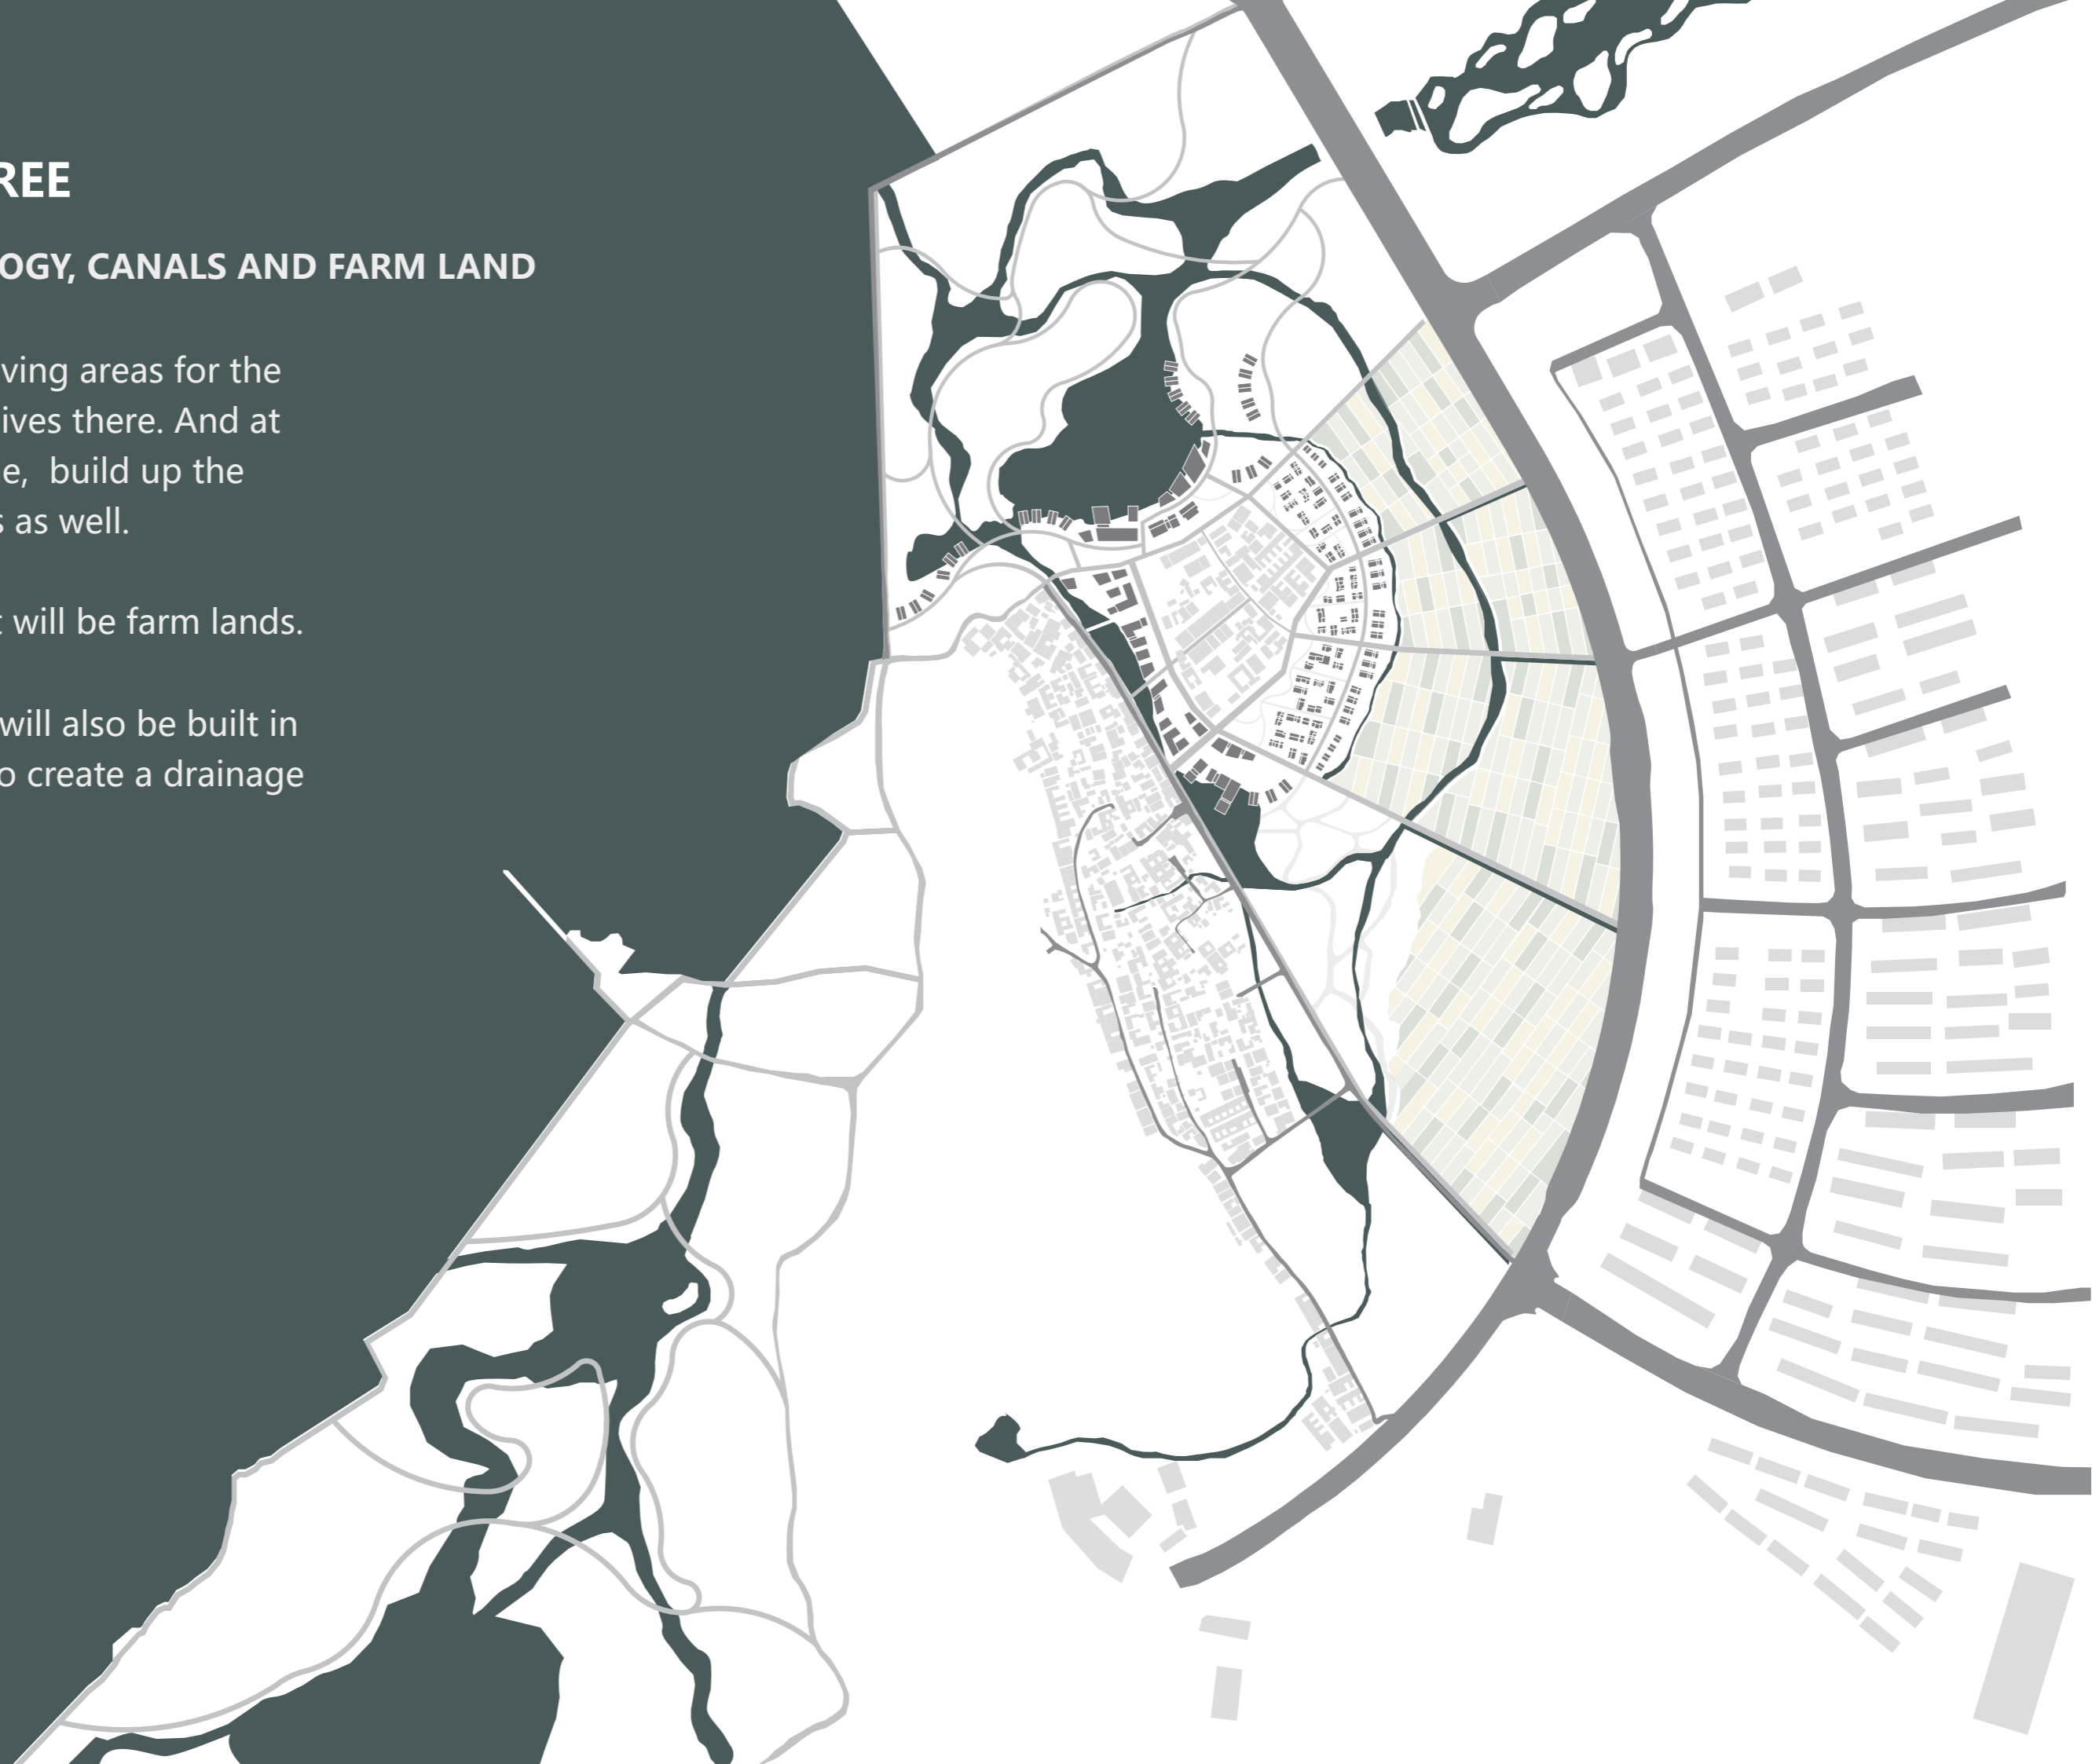 REE
OGY, CANALS AND FARM LAND
ving areas for the
ives there. And at
e, build up the
s as well.
t will be farm lands.
will also be built in
o create a drainage